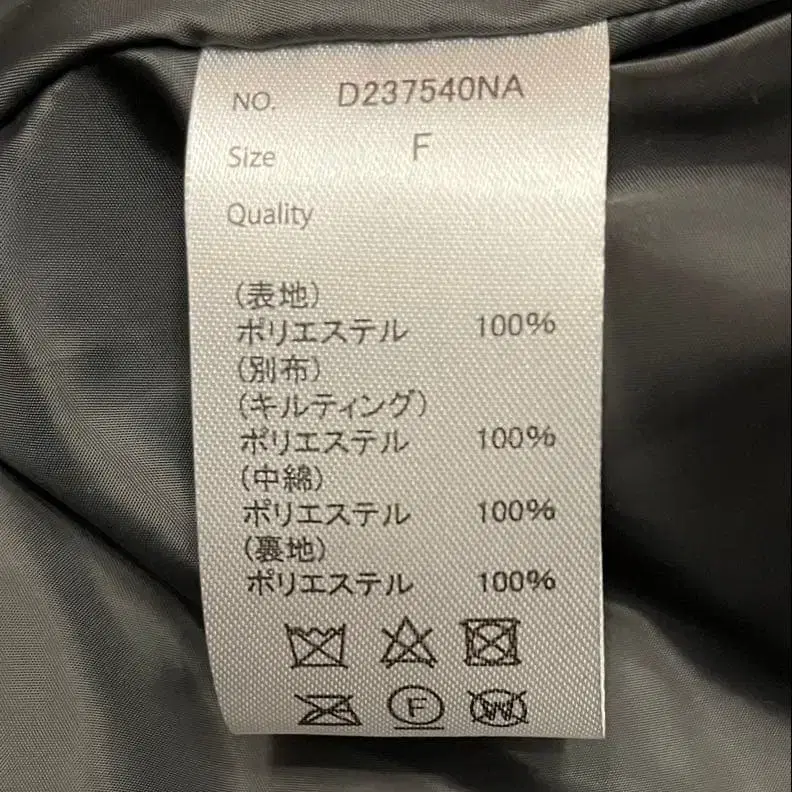 NO. D237540NA
Size F
Quality
(表地)
ポリエステル 100%
(別布)
(キルティング)
ポリエステル 100%
(中綿)
ポリエステル 100%
(裏地)
ポリエステル 100%
F W